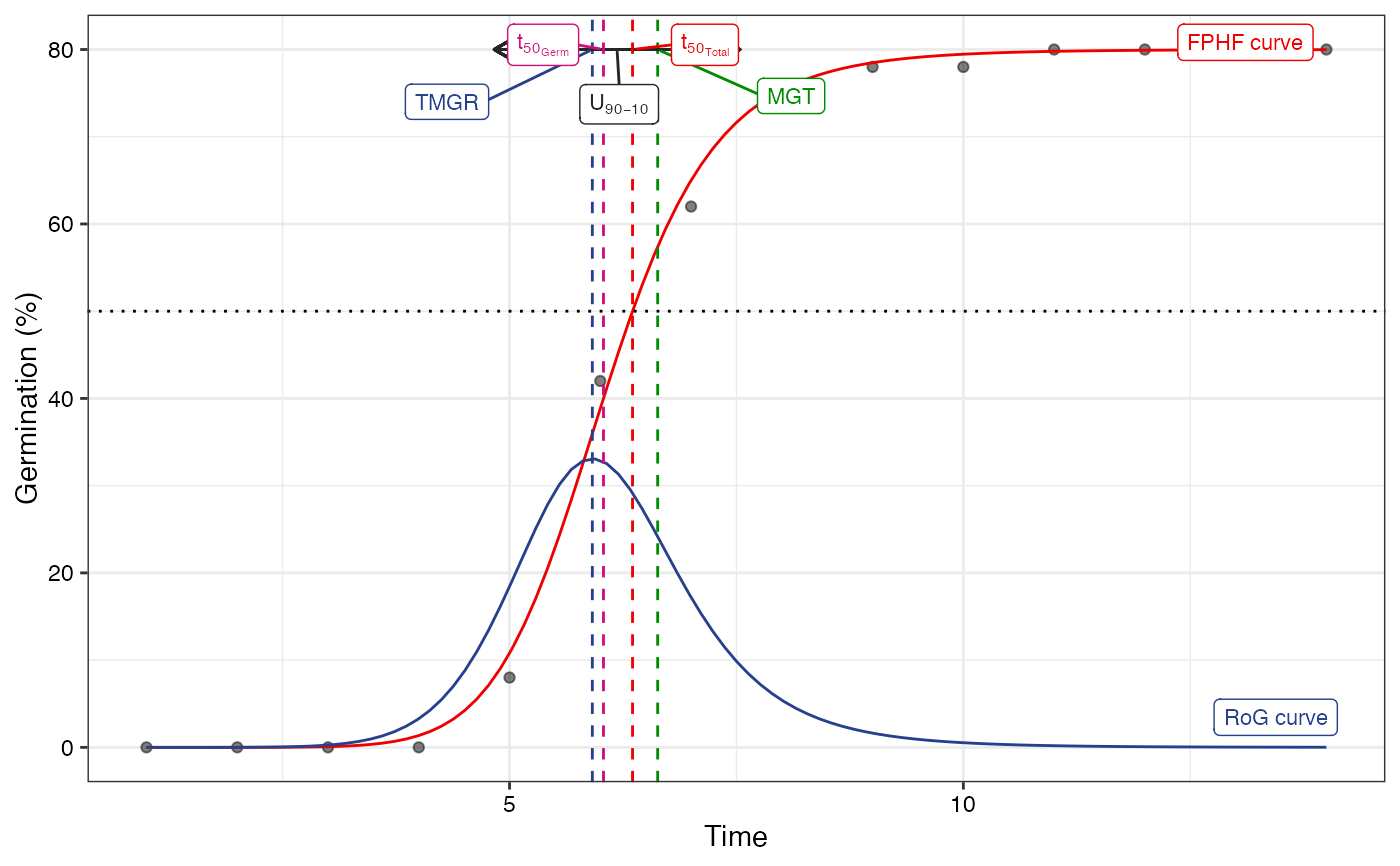 80
60
40
20
0
Germination (%)
t50Germ
t50Total
FPHF curve
TMGR
U90−10
MGT
RoG curve
5
10
Time